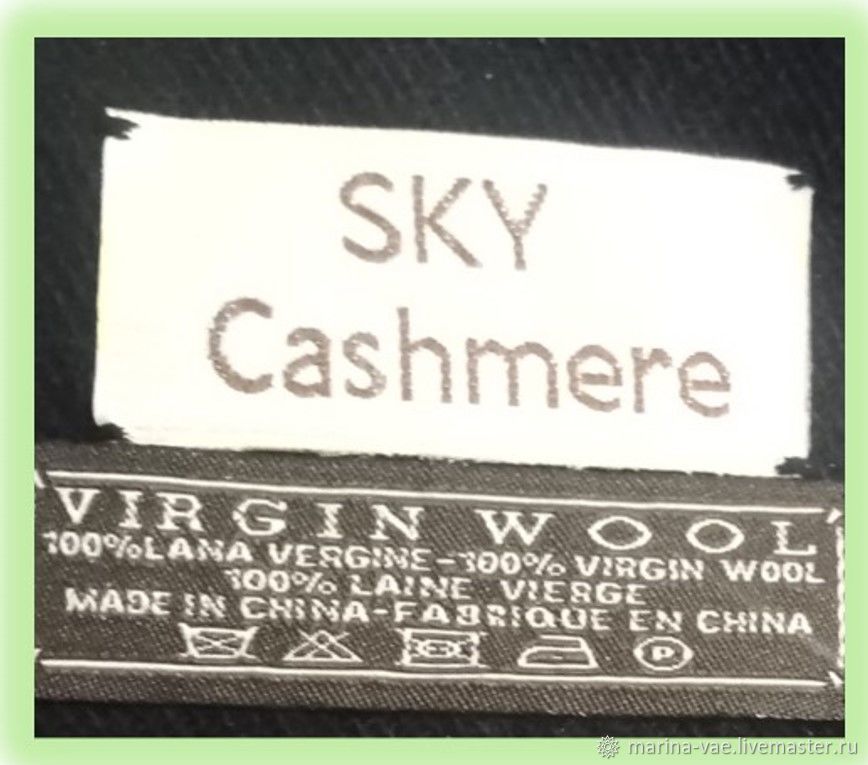 SKY
Cashmere
VIRGIN WOOL
100% LANA VERGINE-100% VIRGIN WOOL
100% LAINE VIERGE
MADE IN CHINA-FABRIQUE EN CHINA
P
marina-vae.livemaster.ru